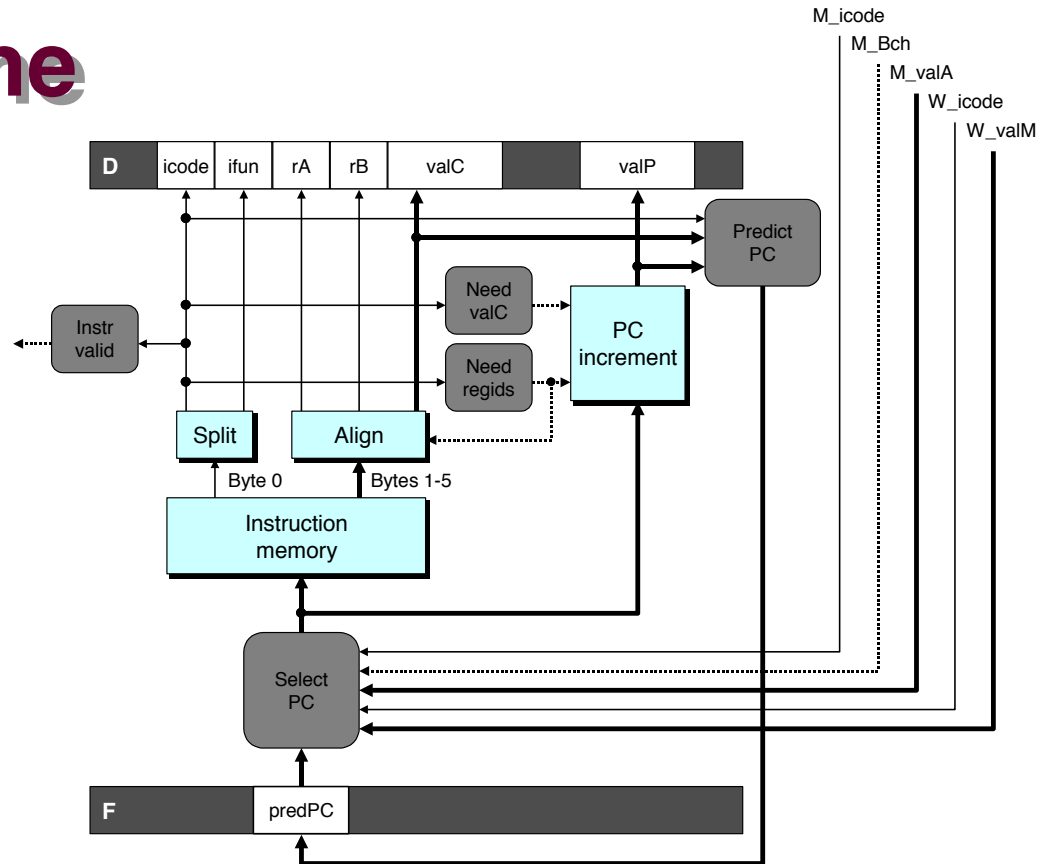 ne
M_icode
M_Bch
M_valA
W_icode
W_valM
D icode ifun rA rB valC valP
Predict
PC
Need
valC
Instr
valid
PC
increment
Need
regids
Split
Align
Byte 0
Bytes 1-5
Instruction
memory
Select
PC
F predPC